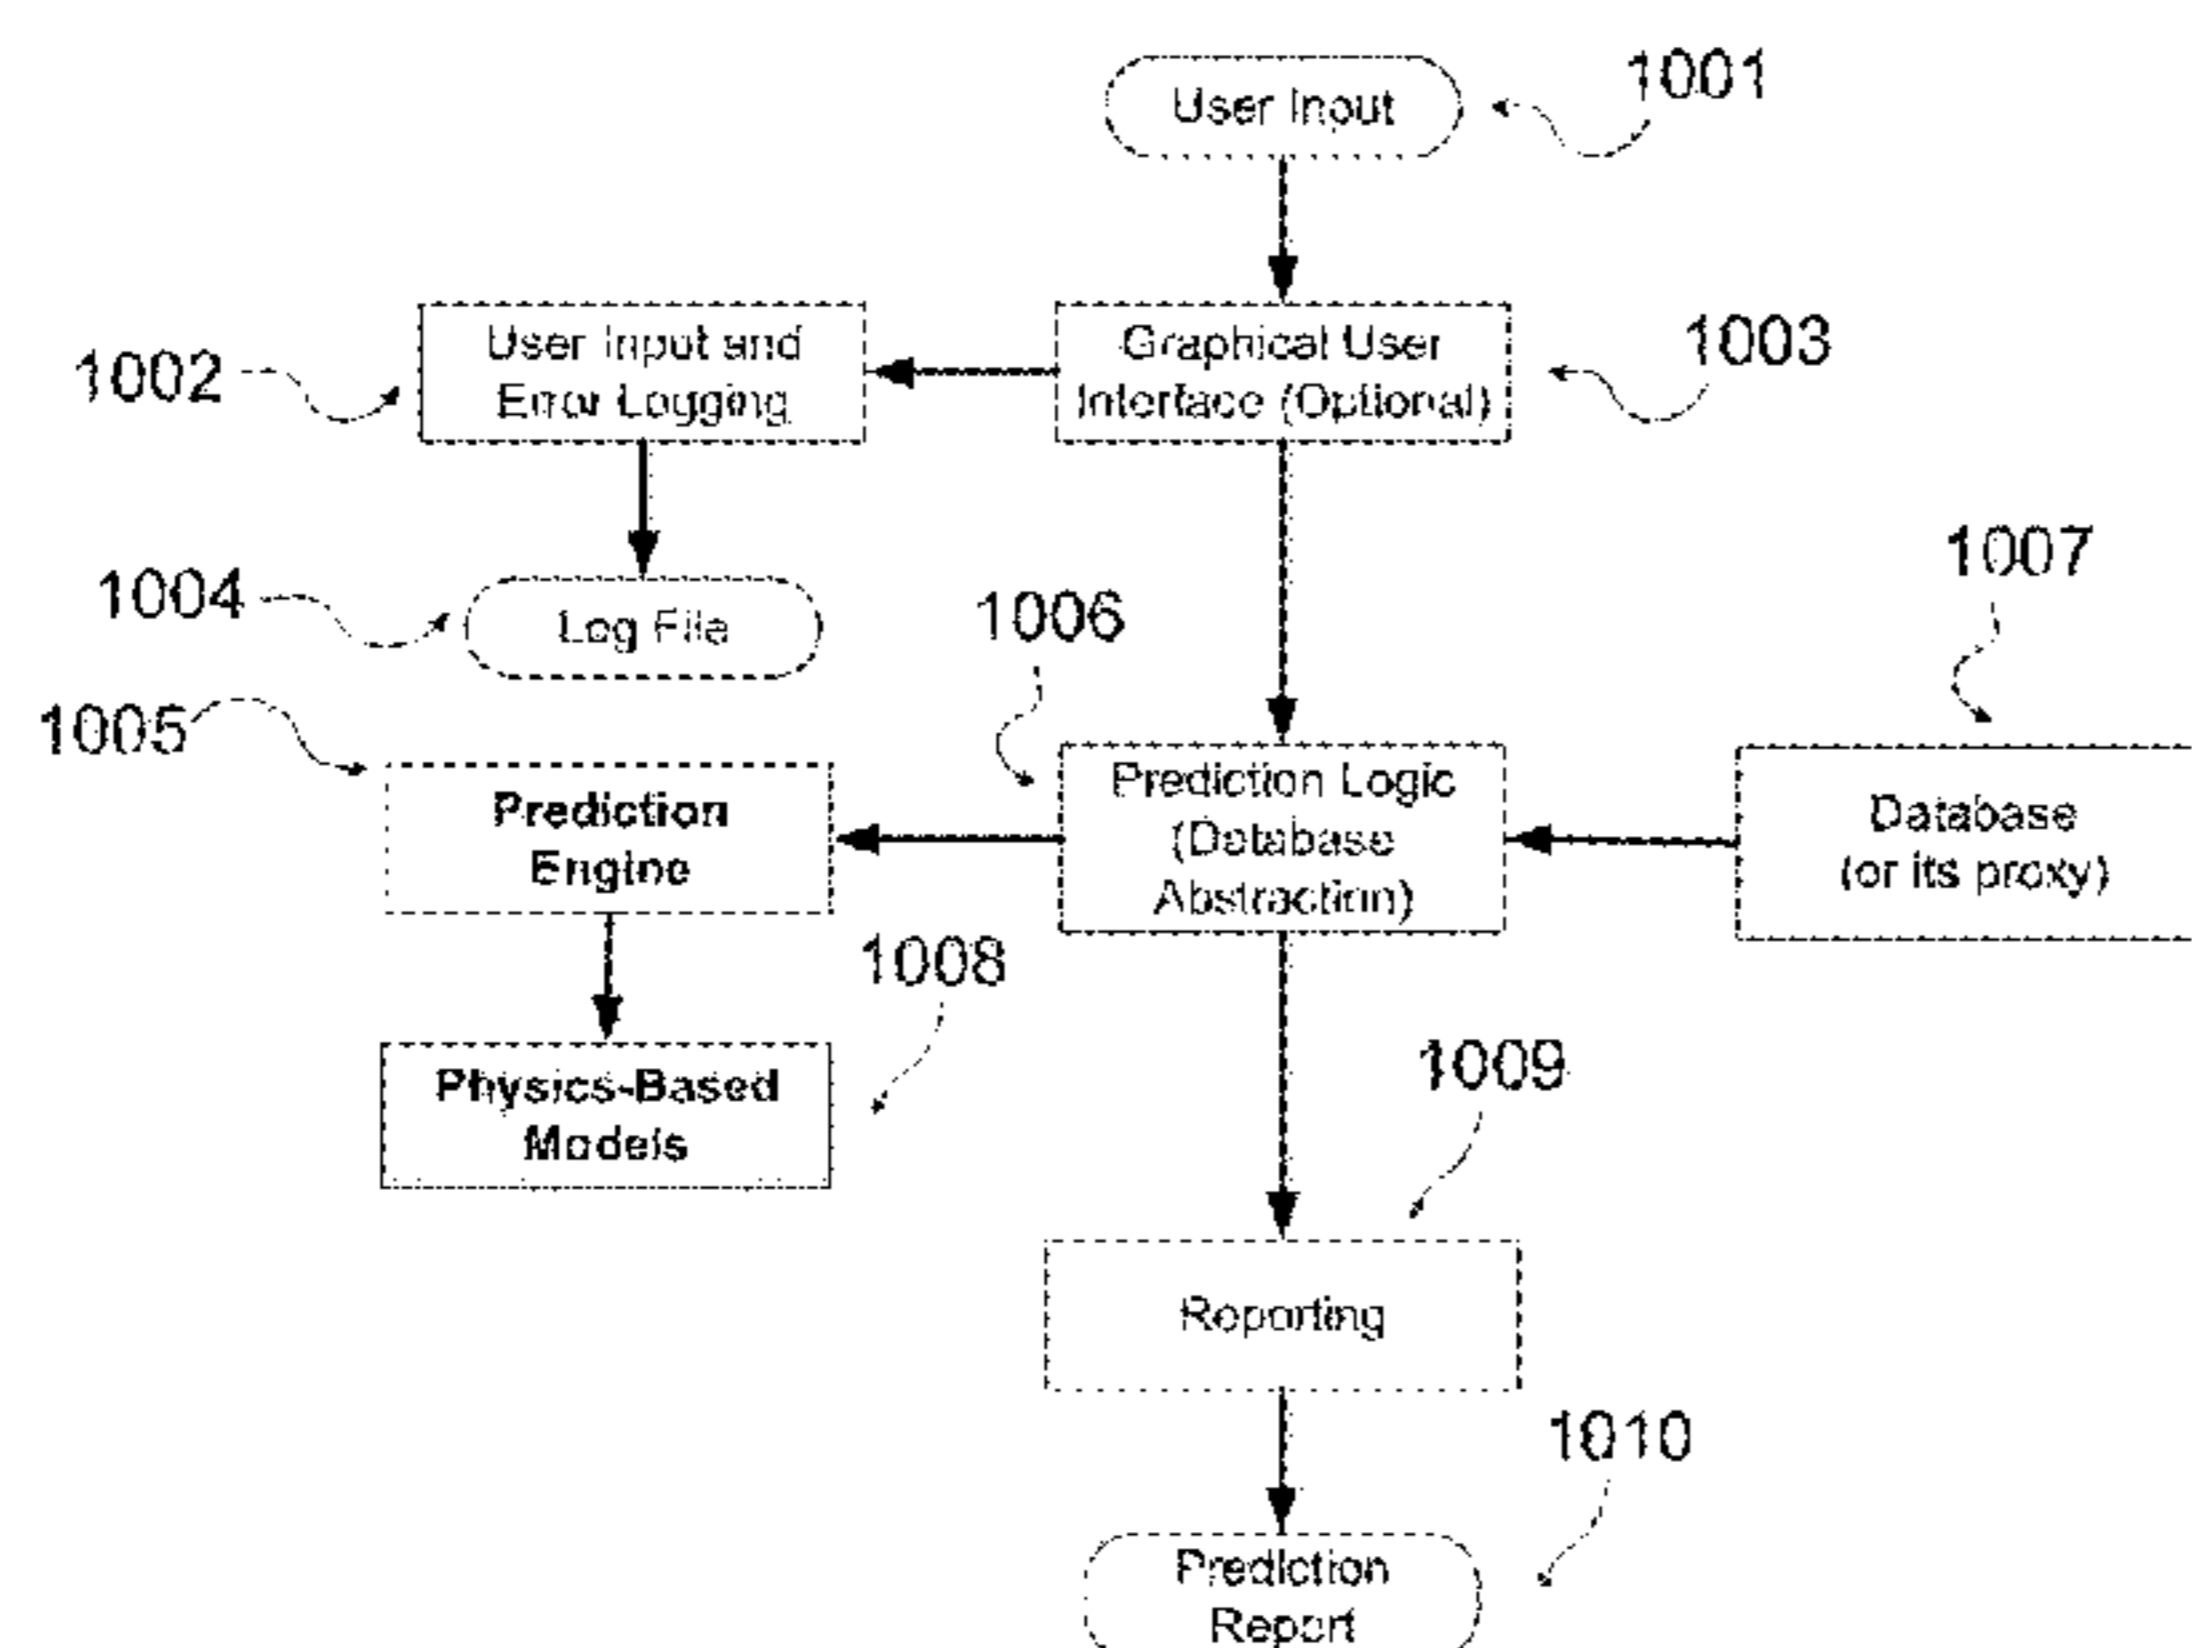 1001
User Input
1002
User Input and
Error Logging
Graphical User
Interface (Optional)
1003
1004
Log File
1006
1007
1005
Prediction
Engine
Prediction Logic
(Database
Abstraction)
Database
(or its proxy)
1008
Physics-Based
Models
1009
Reporting
1010
Prediction
Report